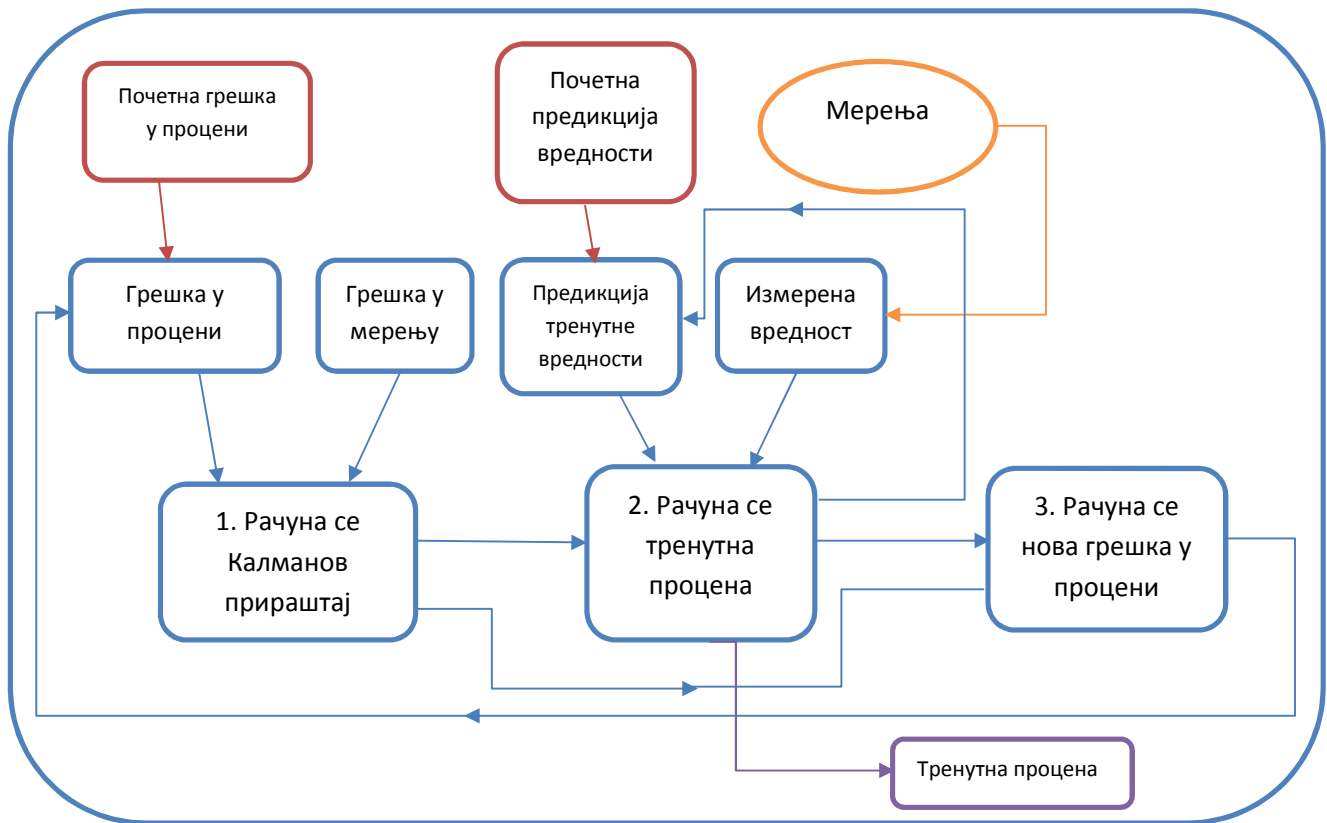 Почетна грешка
у процени
Почетна
предикција
вредности
Мерења
Грешка у
процени
Грешка у
мерењу
Предикција
тренутне
вредности
Измерена
вредност
1. Рачуна се
Калманов
прираштај
2. Рачуна се
тренутна
процена
3. Рачуна се
нова грешка у
процени
Тренутна процена